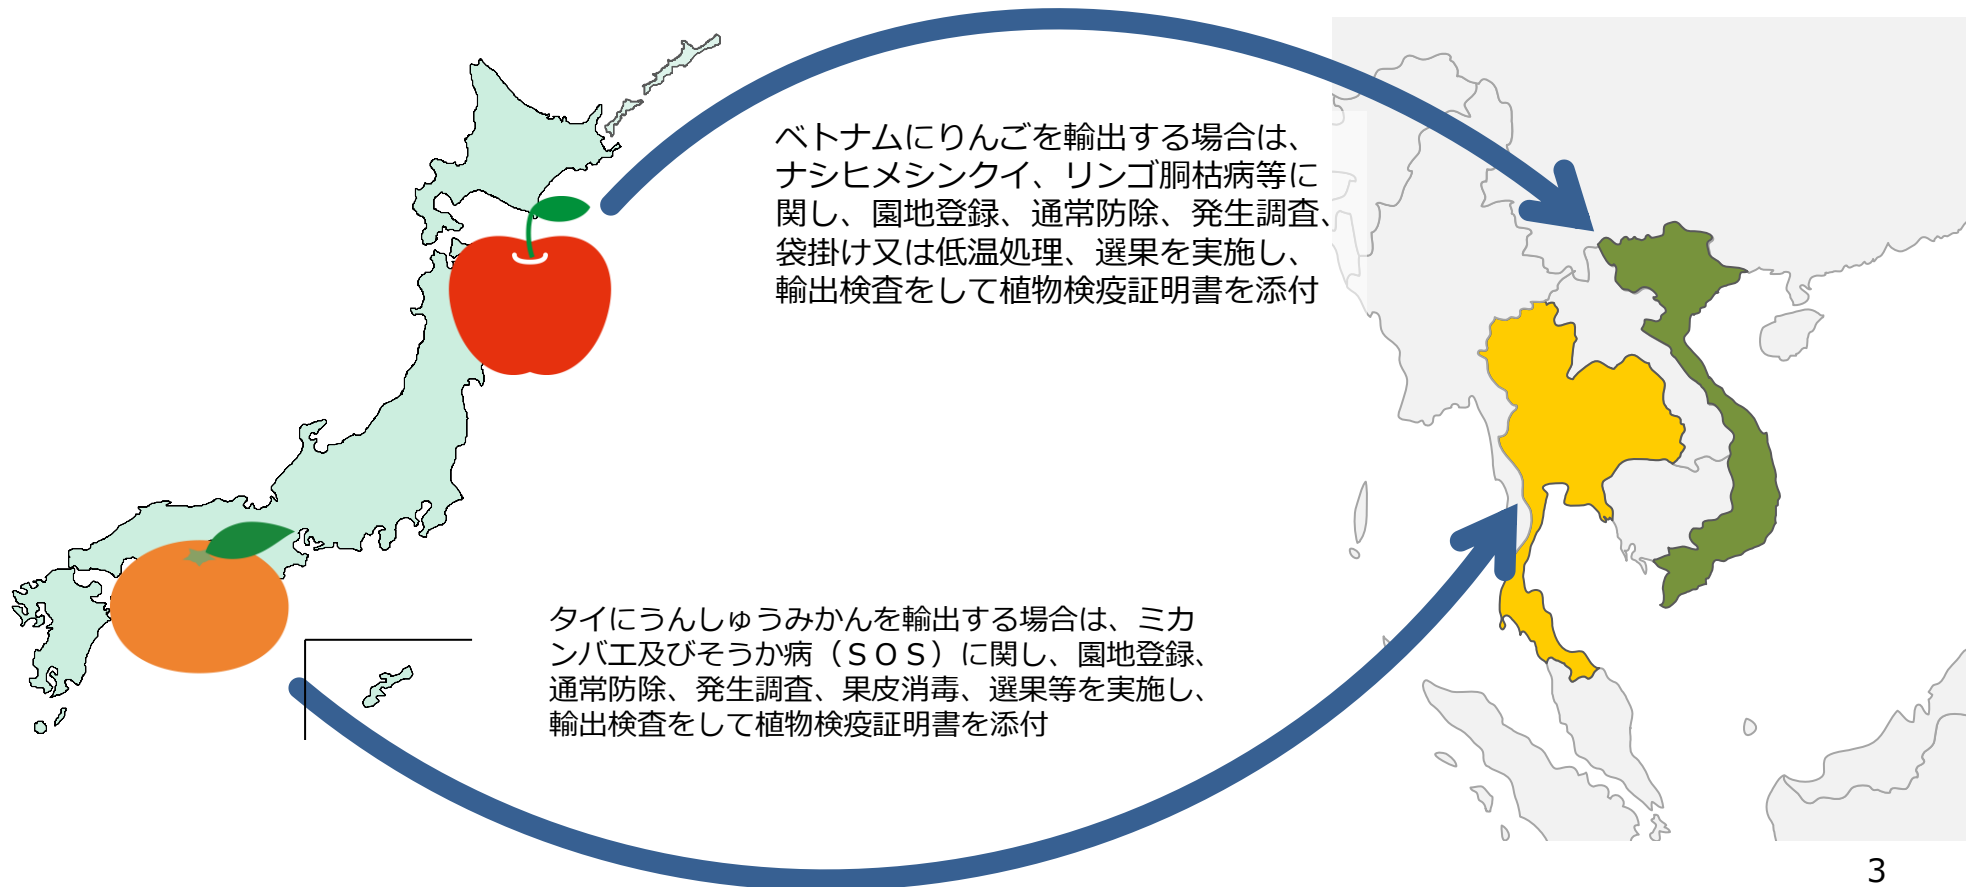 ベトナムにりんごを輸出する場合は、
ナシヒメシンクイ、リンゴ胴枯病等に
関し、園地登録、通常防除、発生調査、
袋掛け又は低温処理、選果を実施し、
輸出検査をして植物検疫証明書を添付
タイにうんしゅうみかんを輸出する場合は、ミカ
ンバエ及びそうか病（ＳＯＳ）に関し、園地登録、
通常防除、発生調査、果皮消毒、選果等を実施し、
輸出検査をして植物検疫証明書を添付
3